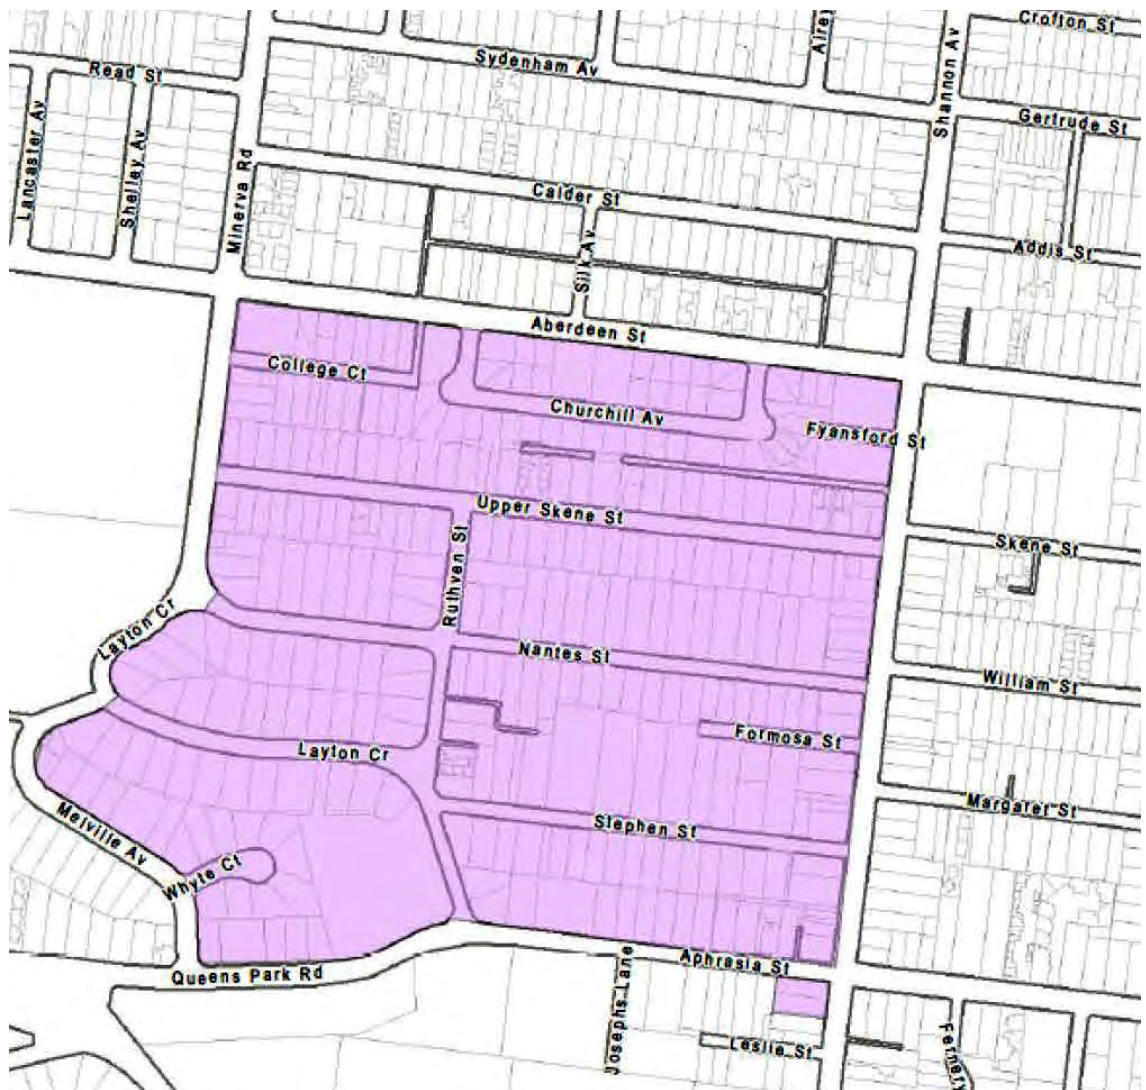 Crofton St
Airey
Shannon Av
Sydenham Av
Read St
Gertrude St
Lancaster Av
Shelley Av
Minerva Rd
Calder St
Addis St
Silk Av
Aberdeen St
College Ct
Churchill Av
Fyansford St
Upper Skene St
Skene St
Ruthven St
Layton Cr
Nantes St
William St
Formosa St
Layton Cr
Margaret St
Melville Av
Stephen St
Whyte Ct
Aphrasia St
Queens Park Rd
Josephs Lane
Leslie St